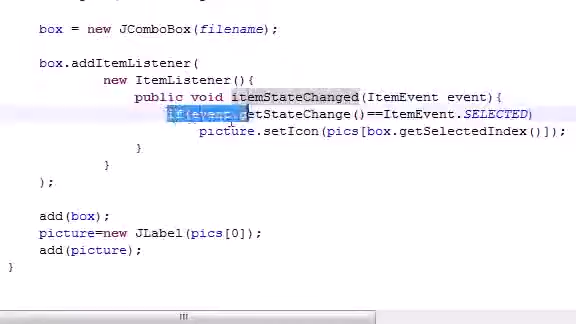 box = new JComboBox(filename);
box.addItemListener(
new ItemListener(){
public void itemStateChanged(ItemEvent event){
if(event.getStateChange()==ItemEvent.SELECTED)
picture.setIcon(pics[box.getSelectedIndex()]);
}
}
);
add(box);
picture=new JLabel(pics[0]);
add(picture);
}